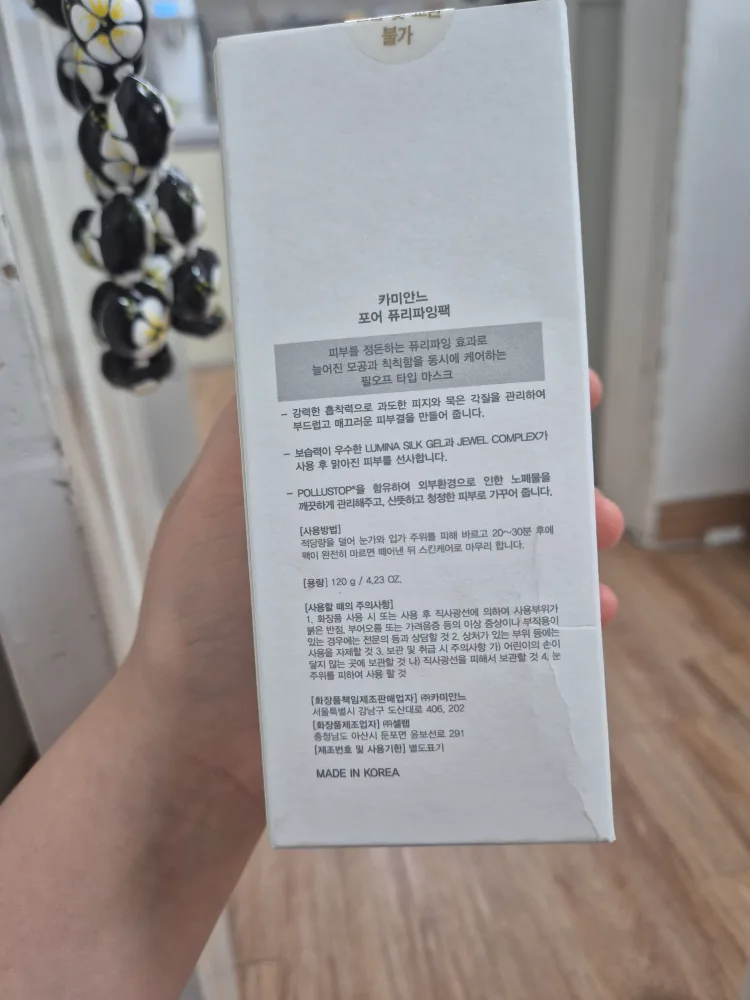 불가
카미안느
포어 퓨리파잉팩
피부를 정돈하는 퓨리파잉 효과로
늘어진 모공과 칙칙함을 동시에 케어하는
필오프 타입 마스크
– 강력한 흡착력으로 과도한 피지와 묵은 각질을 관리하여
부드럽고 매끄러운 피부결을 만들어 줍니다.
– 보습력이 우수한 LUMINA SILK GEL과 JEWEL COMPLEX가
사용 후 맑아진 피부를 선사합니다.
– POLLUSTOP®을 함유하여 외부환경으로 인한 노폐물을
깨끗하게 관리해주고, 산뜻하고 청정한 피부로 가꾸어 줍니다.
[사용방법]
적당량을 덜어 눈가와 입가 주위를 피해 바르고 20~30분 후에
팩이 완전히 마르면 떼어낸 뒤 스킨케어로 마무리 합니다.
[용량] 120 g / 4.23 OZ.
[사용할 때의 주의사항]
1. 화장품 사용 시 또는 사용 후 직사광선에 의하여 사용부위가
붉은 반점, 부어오름 또는 가려움증 등의 이상 증상이나 부작용이
있는 경우에는 전문의 등과 상담할 것 2. 상처가 있는 부위 등에는
사용을 자제할 것 3. 보관 및 취급 시 주의사항 가) 어린이의 손이
닿지 않는 곳에 보관할 것 나) 직사광선을 피해서 보관할 것 4. 눈
주위를 피하여 사용 할 것
[화장품책임제조판매업자] ㈜카미안느
서울특별시 강남구 도산대로 406, 202
[화장품제조업자] ㈜셀랩
충청남도 아산시 둔포면 윤보선로 291
[제조번호 및 사용기한] 별도표기
MADE IN KOREA